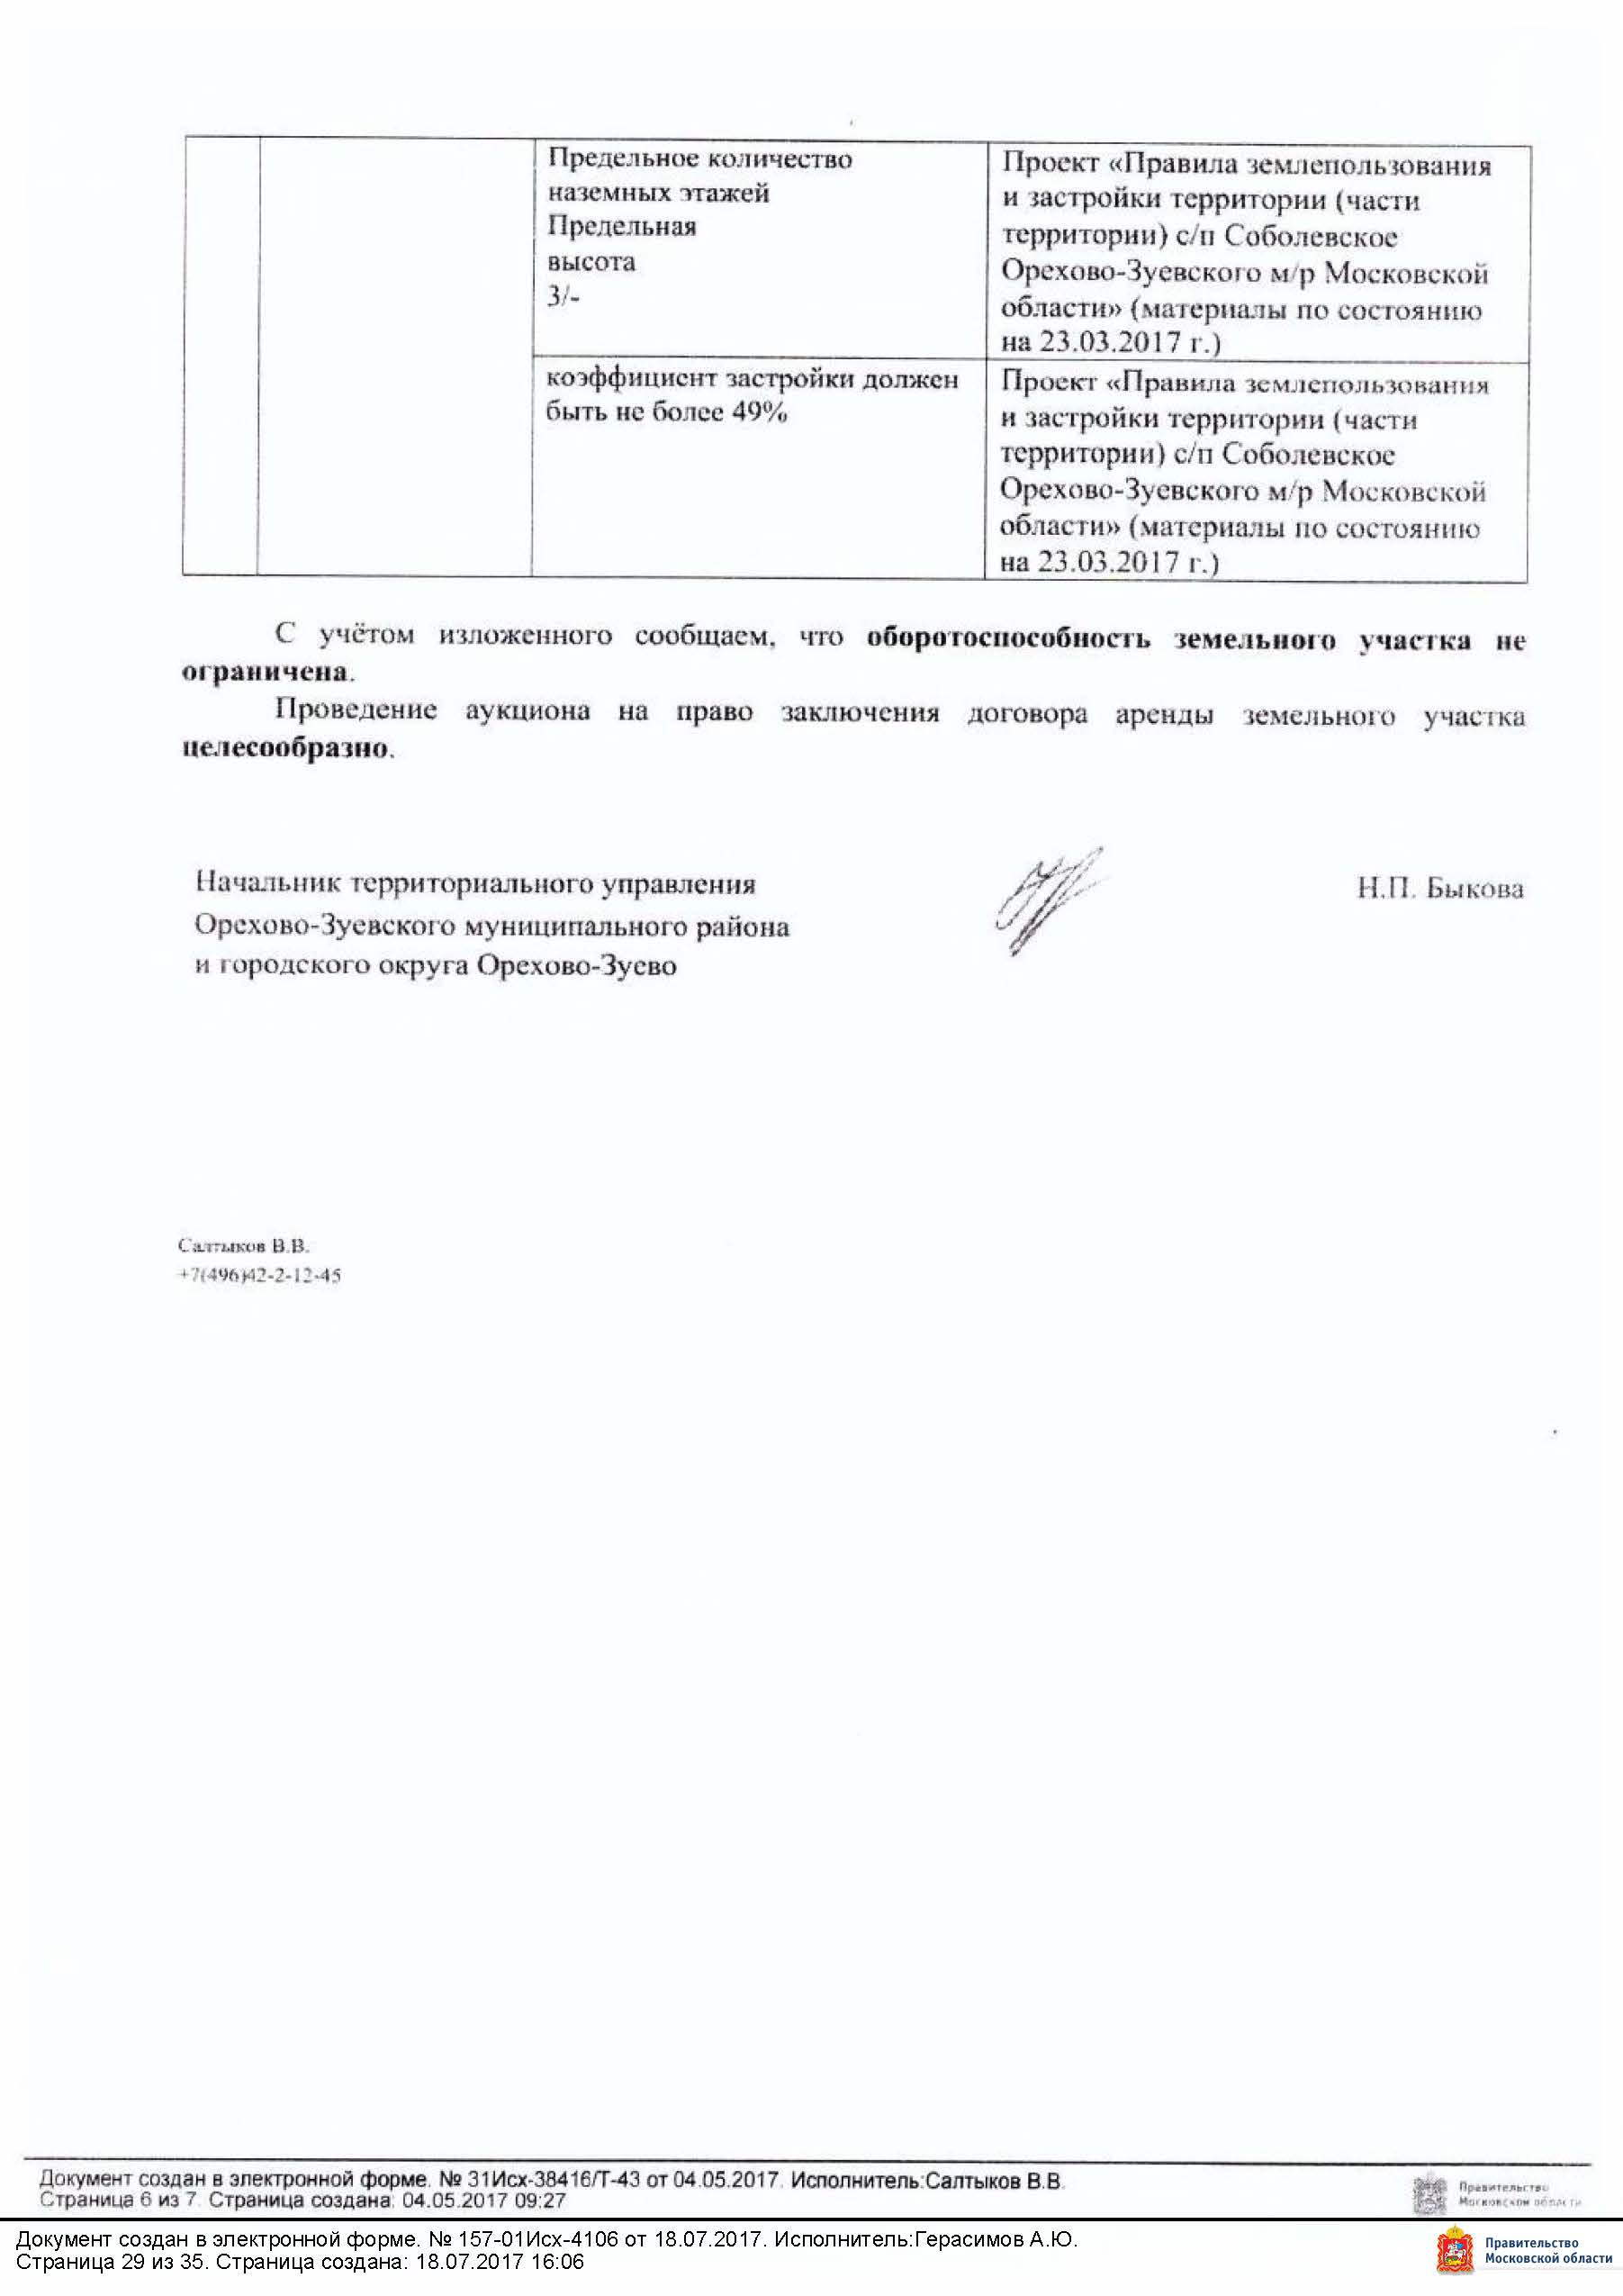 Предельное количество
наземных этажей
Предельная
высота
3/-
Проект «Правила землепользования
и застройки территории (части
территории) с/п Соболевское
Орехово-Зуевского м/р Московской
области» (материалы по состоянию
на 23.03.2017 г.)
коэффициент застройки должен
быть не более 49%
Проект «Правила землепользования
и застройки территории (части
территории) с/п Соболевское
Орехово-Зуевского м/р Московской
области» (материалы по состоянию
на 23.03.2017 г.)
С учётом изложенного сообщаем, что оборотоспособность земельного участка не
ограничена.
Проведение аукциона на право заключения договора аренды земельного участка
целесообразно.
Начальник территориального управления
Орехово-Зуевского муниципального района
и городского округа Орехово-Зуево
Н.П. Быкова
Салтыков В.В.
+7(496)42-2-12-45
Документ создан в электронной форме. № 31Исх-38416/Т-43 от 04.05.2017. Исполнитель:Салтыков В.В.
Страница 6 из 7. Страница создана: 04.05.2017 09:27
Правительство
Московской области
Документ создан в электронной форме. № 157-01Исх-4106 от 18.07.2017. Исполнитель:Герасимов А.Ю.
Страница 29 из 35. Страница создана: 18.07.2017 16:06
Правительство
Московской области